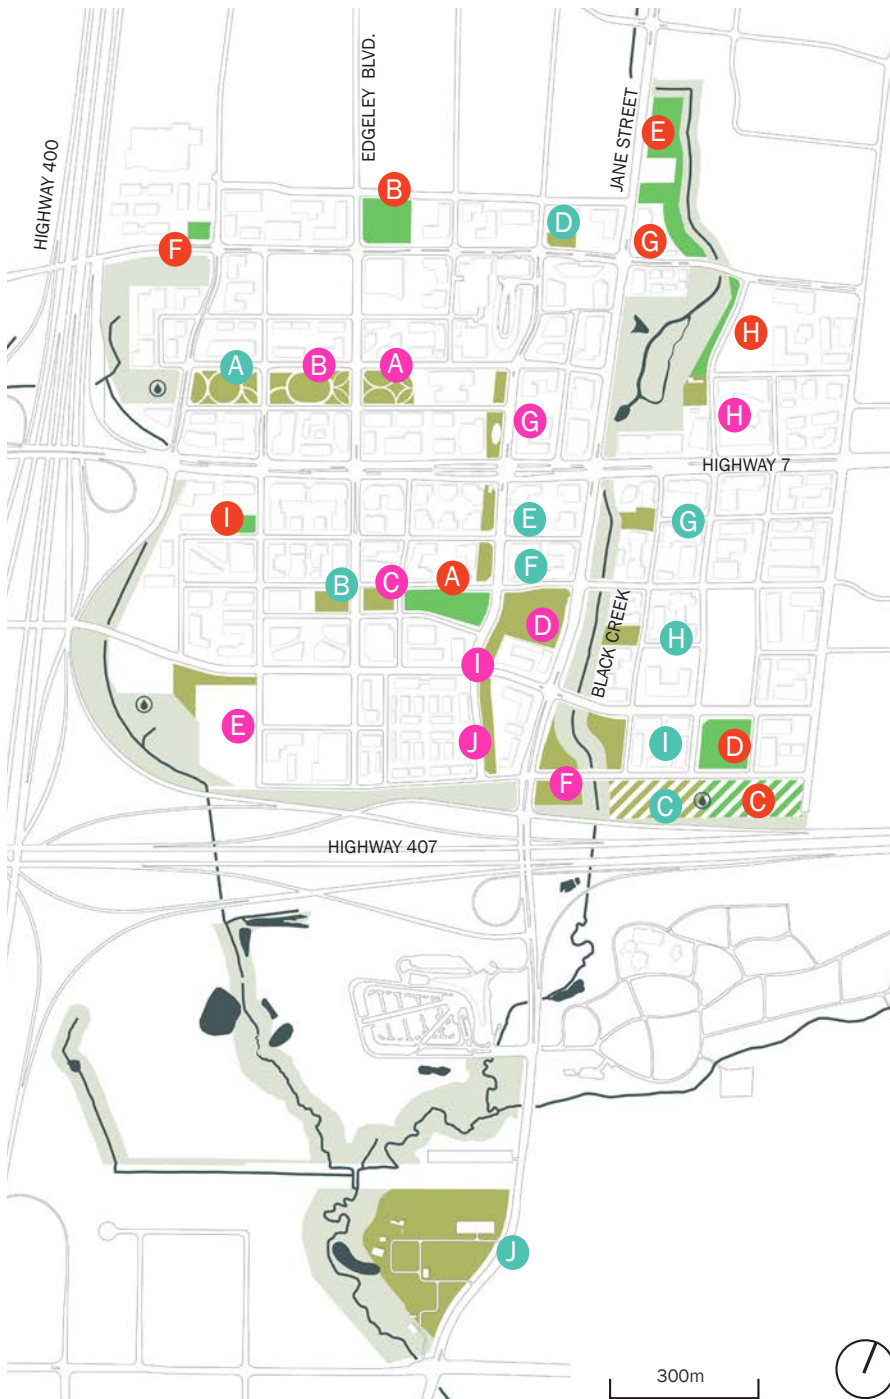 EDGELEY BLVD.
JANE STREET
HIGHWAY 400
E
B
D
G
F
H
A
B
A
G
H
HIGHWAY 7
I
E
G
F
B
C
A
D
BLACK CREEK
H
I
E
J
I
D
F
C
C
HIGHWAY 407
J
300m